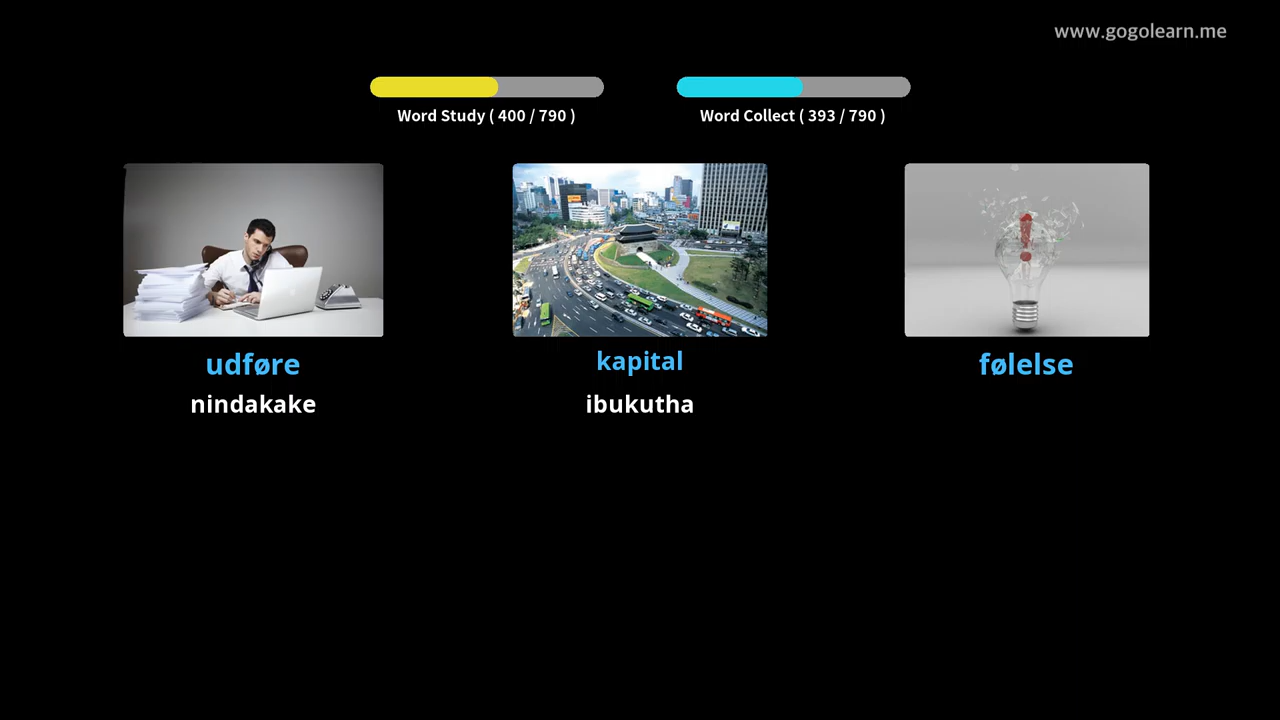 www.gogolearn.me
Word Study ( 400 / 790 )
Word Collect ( 393 / 790 )
udføre
kapital
følelse
nindakake
ibukutha